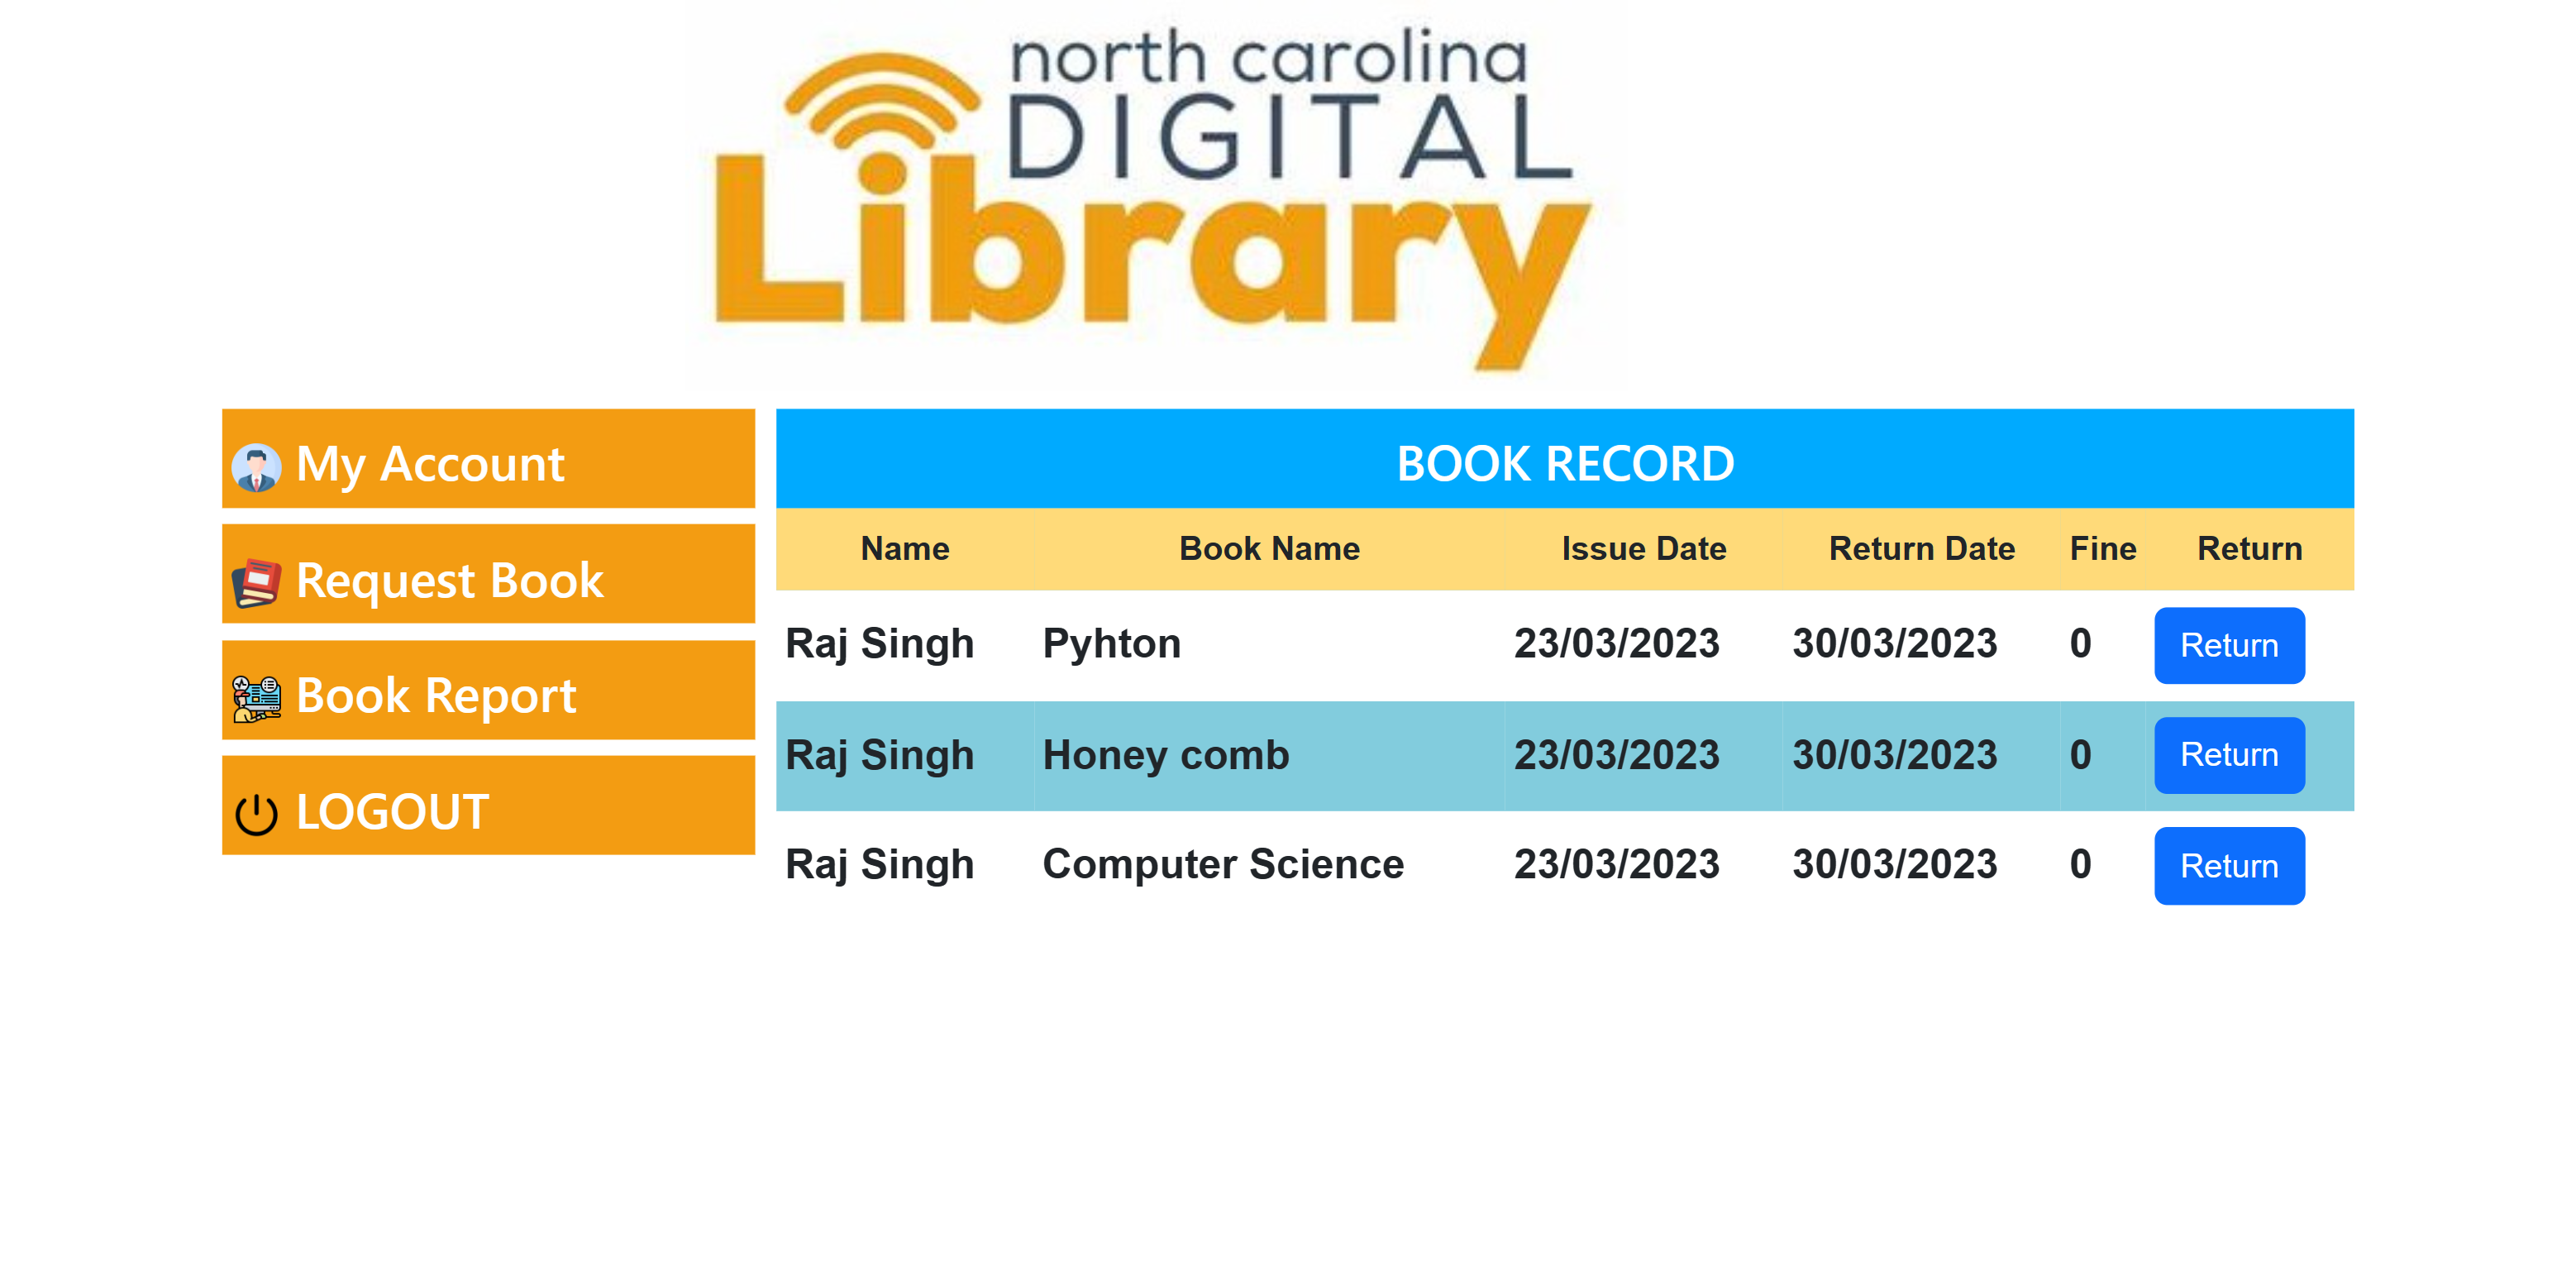 north carolina
DIGITAL
Library
My Account
Request Book
Book Report
LOGOUT
BOOK RECORD
Name Book Name Issue Date Return Date Fine Return
Raj Singh Pyhton 23/03/2023 30/03/2023 0 Return
Raj Singh Honey comb 23/03/2023 30/03/2023 0 Return
Raj Singh Computer Science 23/03/2023 30/03/2023 0 Return